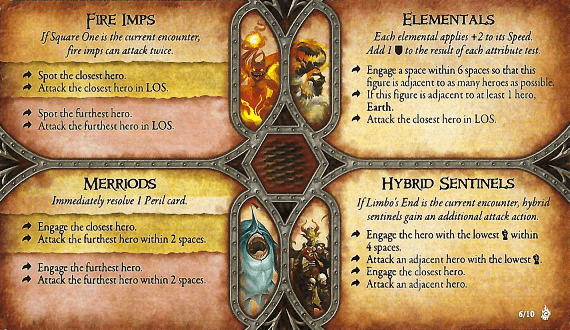 FIRE IMPS
If Square One is the current encounter,
fire imps can attack twice.
Spot the closest hero.
Attack the closest hero in LOS.
Spot the furthest hero.
Attack the furthest hero in LOS.
ELEMENTALS
Each elemental applies +2 to its Speed.
Add 1 to the result of each attribute test.
Engage a space within 6 spaces so that this
figure is adjacent to as many heroes as possible.
If this figure is adjacent to at least 1 hero,
Earth.
Attack the closest hero in LOS.
MERRIODS
Immediately resolve 1 Peril card.
Engage the closest hero.
Attack the furthest hero within 2 spaces.
Engage the furthest hero.
Attack the furthest hero within 2 spaces.
HYBRID SENTINELS
If Limbo's End is the current encounter, hybrid
sentinels gain an additional attack action.
Engage the hero with the lowest within
4 spaces.
Attack an adjacent hero with the lowest .
Engage the closest hero.
Attack an adjacent hero.
6/10